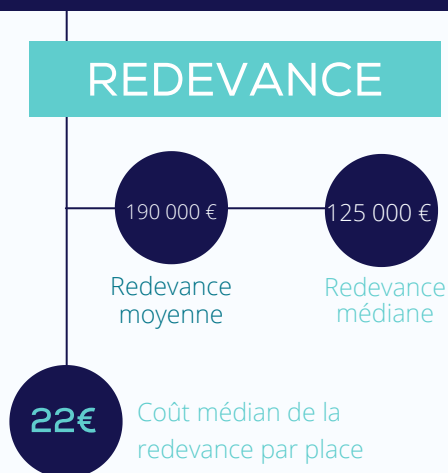 REDEVANCE
190 000 €
125 000 €
Redevance
moyenne
Redevance
médiane
22€
Coût médian de la
redevance par place